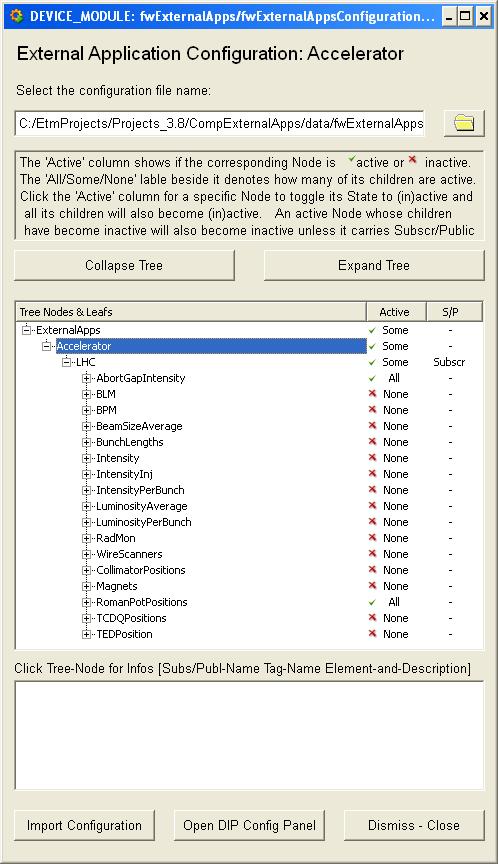 DEVICE_MODULE: fwExternalApps/fwExternalAppsConfiguration...
External Application Configuration: Accelerator
Select the configuration file name:
C:/EtmProjects/Projects_3.8/CompExternalApps/data/fwExternalApps
The 'Active' column shows if the corresponding Node is active or inactive.
The 'All/Some/None' lable beside it denotes how many of its children are active.
Click the 'Active' column for a specific Node to toggle its State to (in)active and
all its children will also become (in)active. An active Node whose children
have become inactive will also become inactive unless it carries Subscr/Public
Collapse Tree Expand Tree
Tree Nodes & Leafs Active S/P
ExternalApps Some -
Accelerator Some -
LHC Some Subscr
AbortGapIntensity All -
BLM None -
BPM None -
BeamSizeAverage None -
BunchLengths None -
Intensity None -
IntensityInj None -
IntensityPerBunch None -
LuminosityAverage None -
LuminosityPerBunch None -
RadMon None -
WireScanners None -
CollimatorPositions None -
Magnets None -
RomanPotPositions All -
TCDQPositions None -
TEDPosition None -
Click Tree-Node for Infos [Subs/Publ-Name Tag-Name Element-and-Description]
Import Configuration Open DIP Config Panel Dismiss - Close